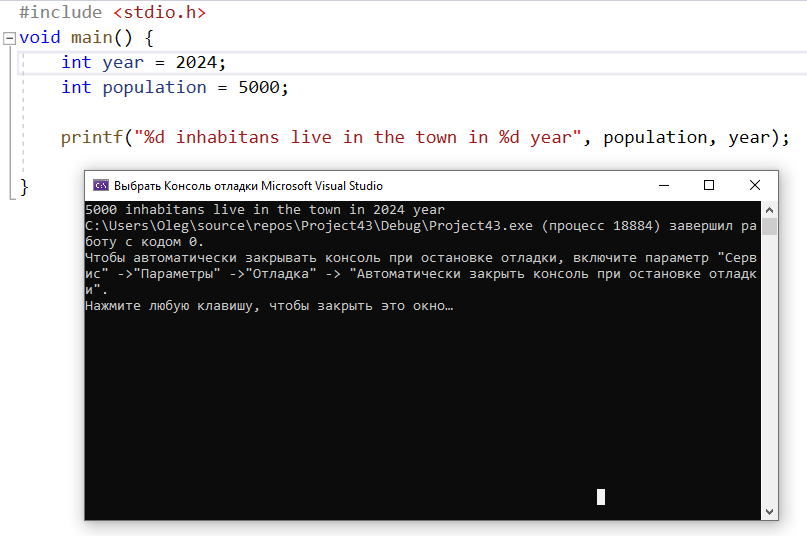 #include <stdio.h>
void main() {
int year = 2024;
int population = 5000;
printf("%d inhabitans live in the town in %d year", population, year);
}
Выбрать Консоль отладки Microsoft Visual Studio
5000 inhabitans live in the town in 2024 year
C:\Users\Oleg\source\repos\Project43\Debug\Project43.exe (процесс 18884) завершил ра
боту с кодом 0.
Чтобы автоматически закрывать консоль при остановке отладки, включите параметр "Серв
ис" ->"Параметры" ->"Отладка" -> "Автоматически закрыть консоль при остановке отладк
и".
Нажмите любую клавишу, чтобы закрыть это окно…